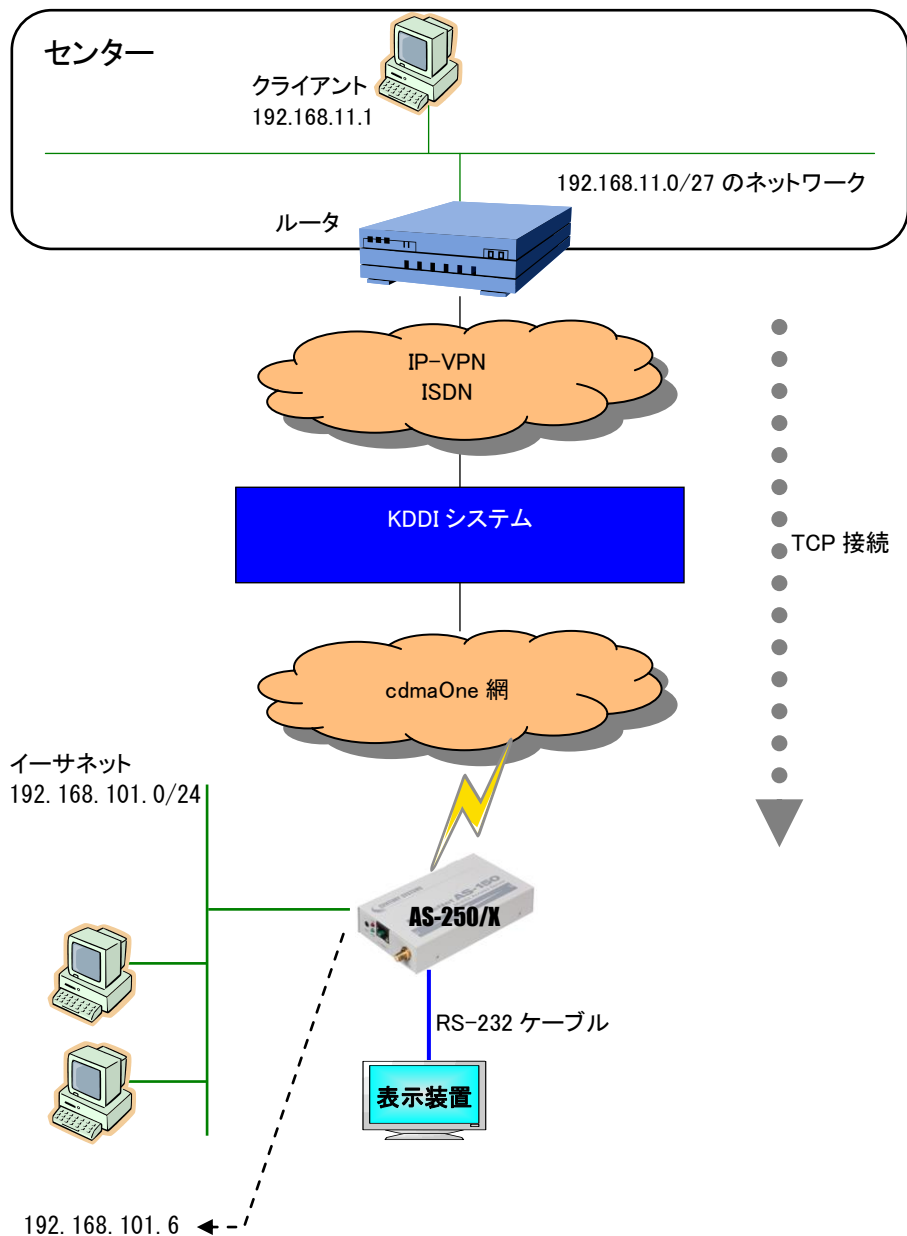 センター
クライアント
192.168.11.1
192.168.11.0/27 のネットワーク
ルータ
IP-VPN
ISDN
KDDI システム
TCP 接続
cdmaOne 網
イーサネット
192.168.101.0/24
AS-150
AS-250/X
RS-232 ケーブル
表示装置
192.168.101.6